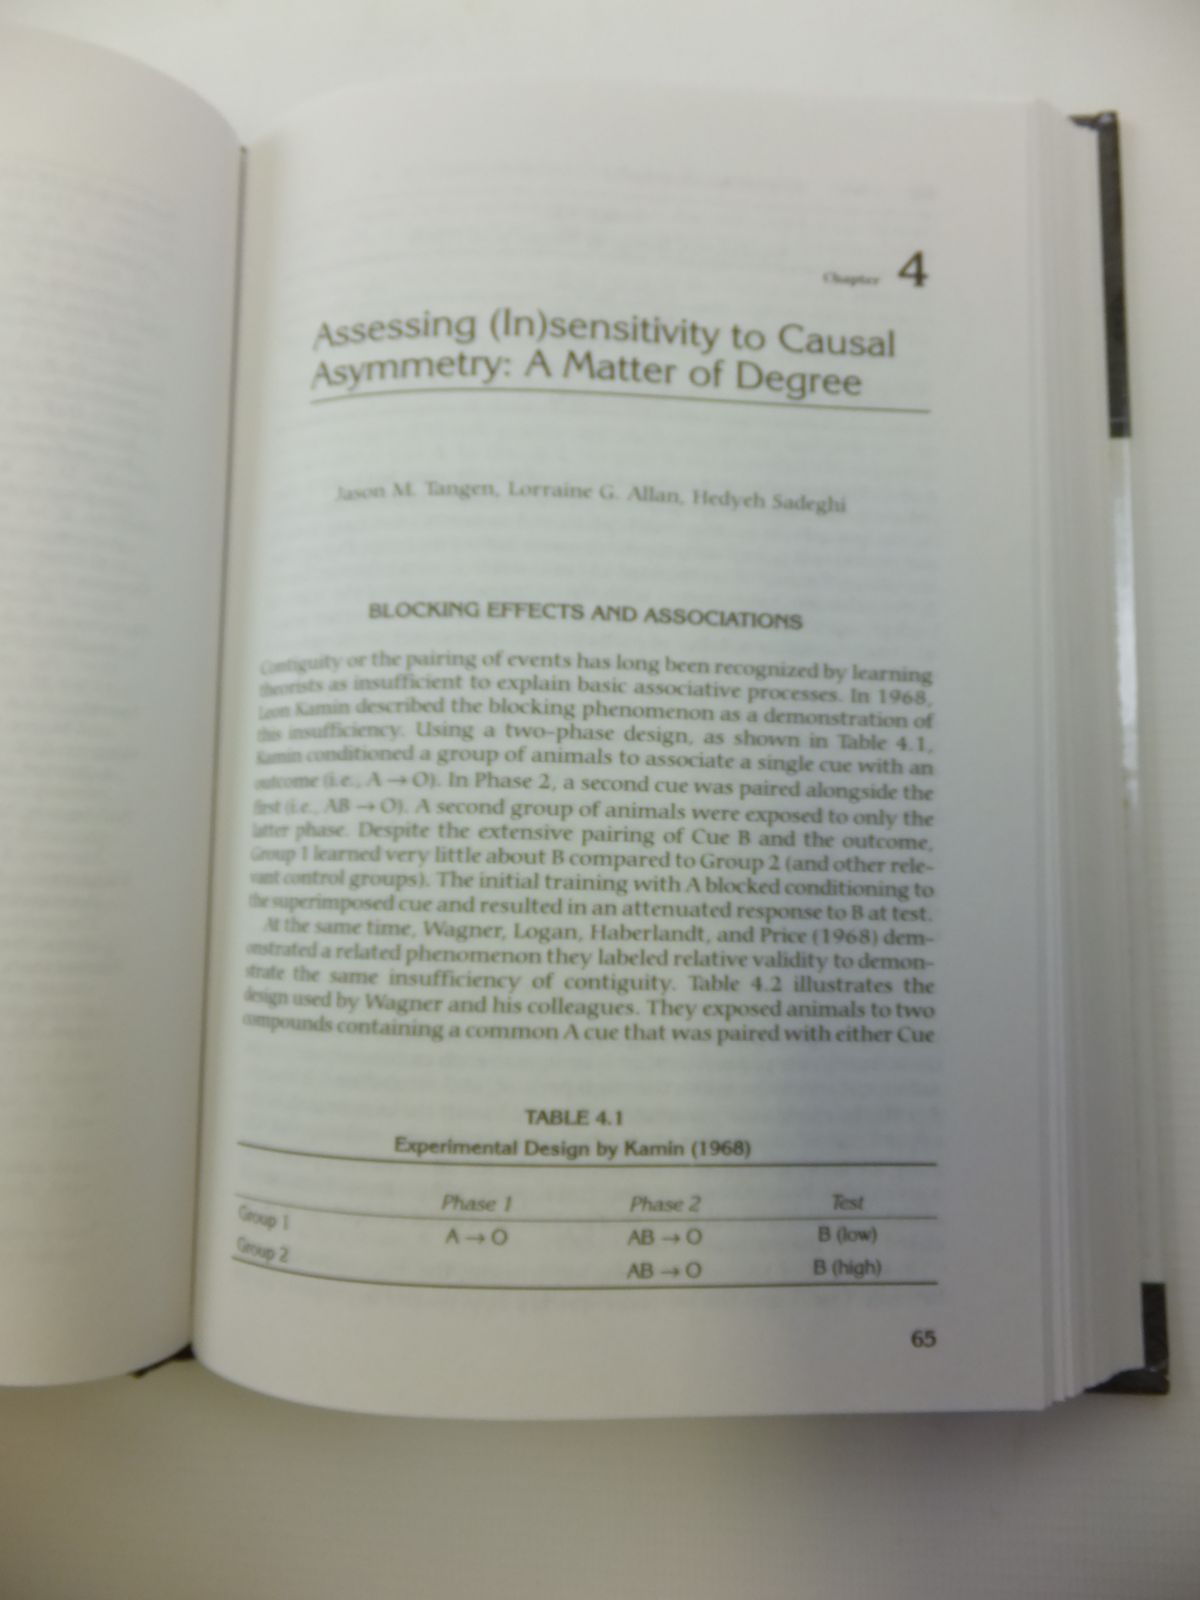 Chapter 4
Assessing (In)sensitivity to Causal
Asymmetry: A Matter of Degree
Jason M. Tangen, Lorraine G. Allan, Hedyeh Sadeghi
BLOCKING EFFECTS AND ASSOCIATIONS
Contiguity or the pairing of events has long been recognized by learning
theorists as insufficient to explain basic associative processes. In 1968,
Leon Kamin described the blocking phenomenon as a demonstration of
this insufficiency. Using a two-phase design, as shown in Table 4.1,
Kamin conditioned a group of animals to associate a single cue with an
outcome (i.e., A → O). In Phase 2, a second cue was paired alongside the
first (i.e., AB → O). A second group of animals were exposed to only the
latter phase. Despite the extensive pairing of Cue B and the outcome,
Group 1 learned very little about B compared to Group 2 (and other rele-
vant control groups). The initial training with A blocked conditioning to
the superimposed cue and resulted in an attenuated response to B at test.
At the same time, Wagner, Logan, Haberlandt, and Price (1968) dem-
onstrated a related phenomenon they labeled relative validity to demon-
strate the same insufficiency of contiguity. Table 4.2 illustrates the
design used by Wagner and his colleagues. They exposed animals to two
compounds containing a common A cue that was paired with either Cue
TABLE 4.1
Experimental Design by Kamin (1968)
Phase 1 Phase 2 Test
Group 1 A → O AB → O B (low)
Group 2 AB → O B (high)
65